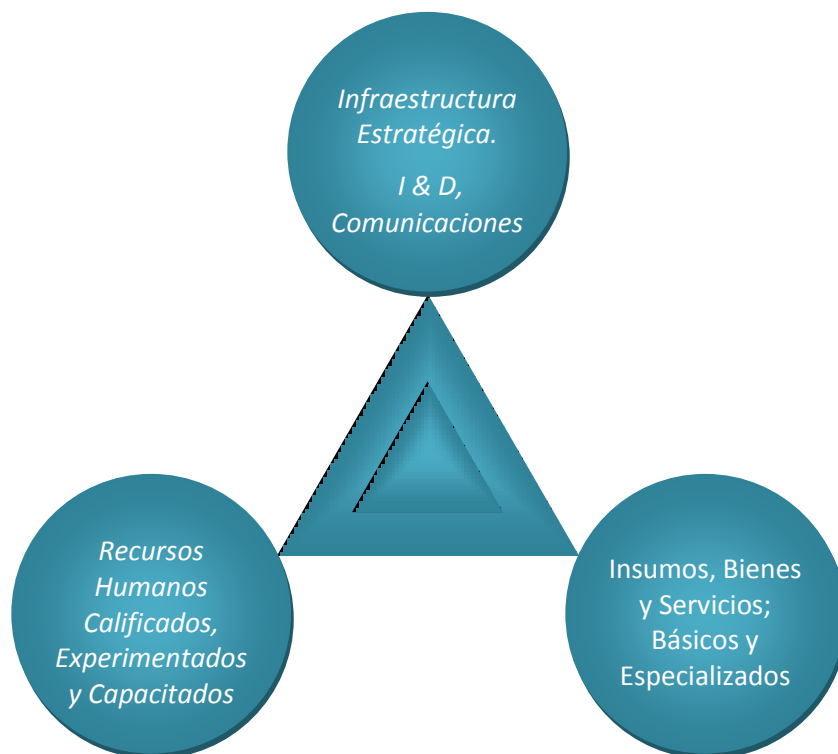 Infraestructura
Estratégica.
I & D,
Comunicaciones
Recursos
Humanos
Calificados,
Experimentados
y Capacitados
Insumos, Bienes
y Servicios;
Básicos y
Especializados